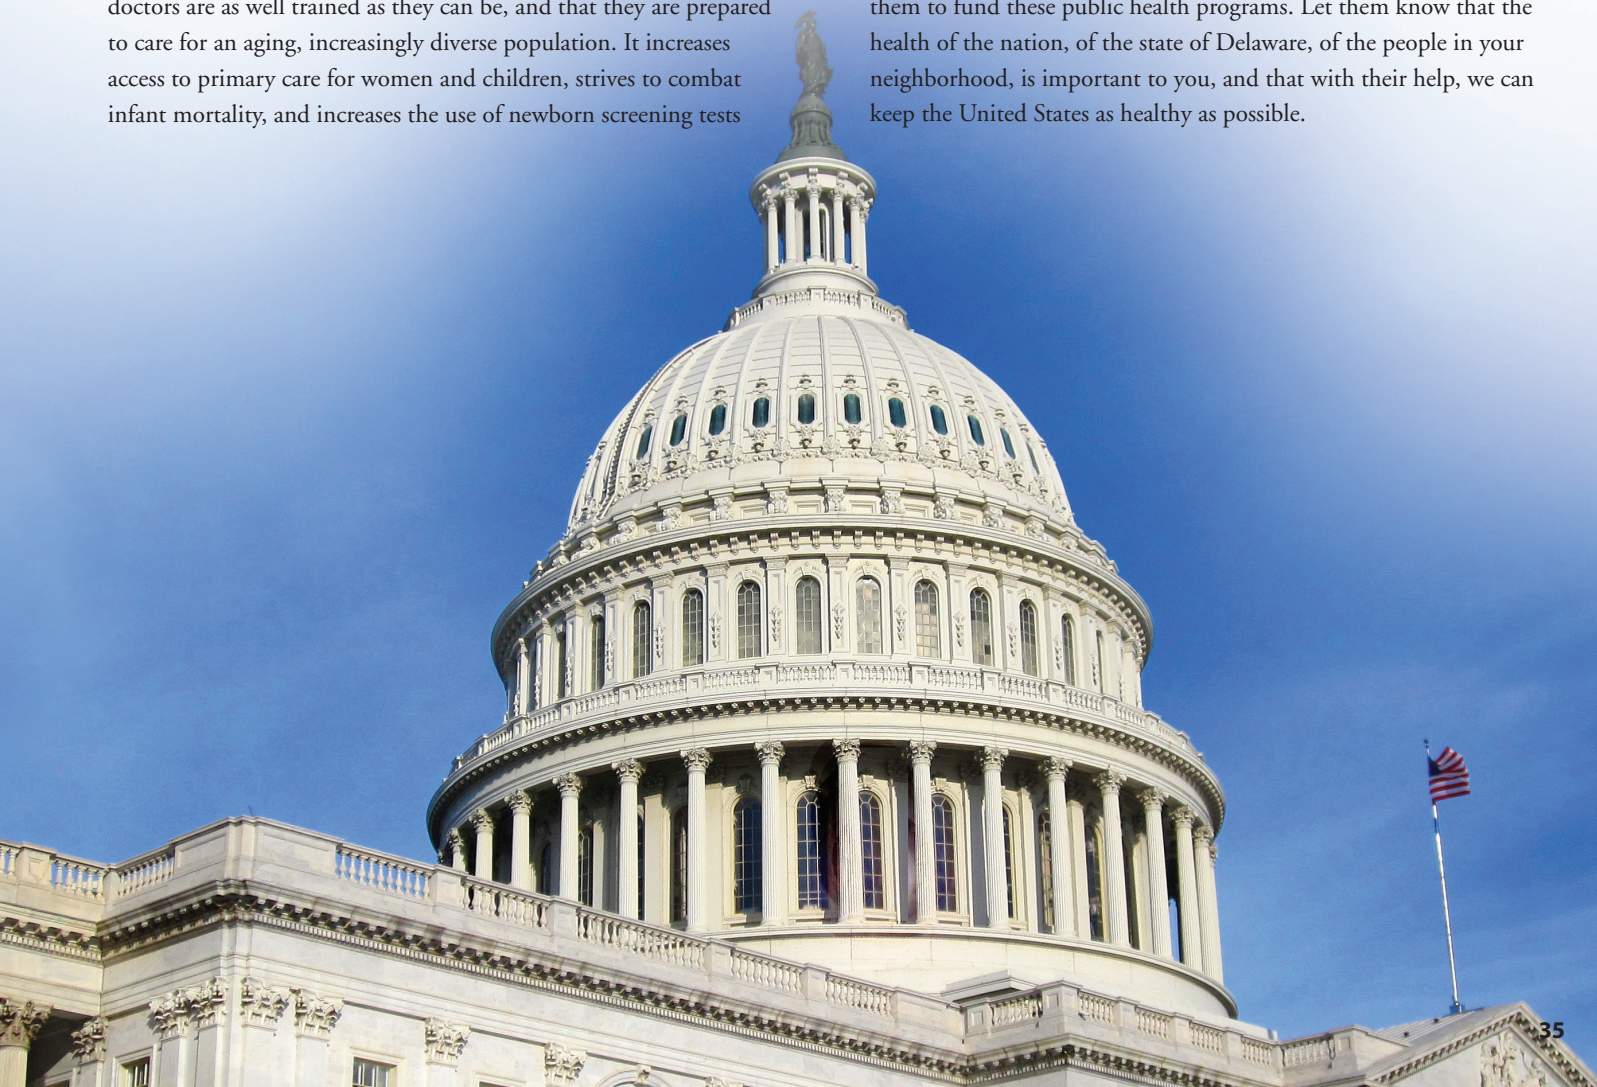 doctors are as well trained as they can be, and that they are prepared
to care for an aging, increasingly diverse population. It increases
access to primary care for women and children, strives to combat
infant mortality, and increases the use of newborn screening tests
them to fund these public health programs. Let them know that the
health of the nation, of the state of Delaware, of the people in your
neighborhood, is important to you, and that with their help, we can
keep the United States as healthy as possible.
35